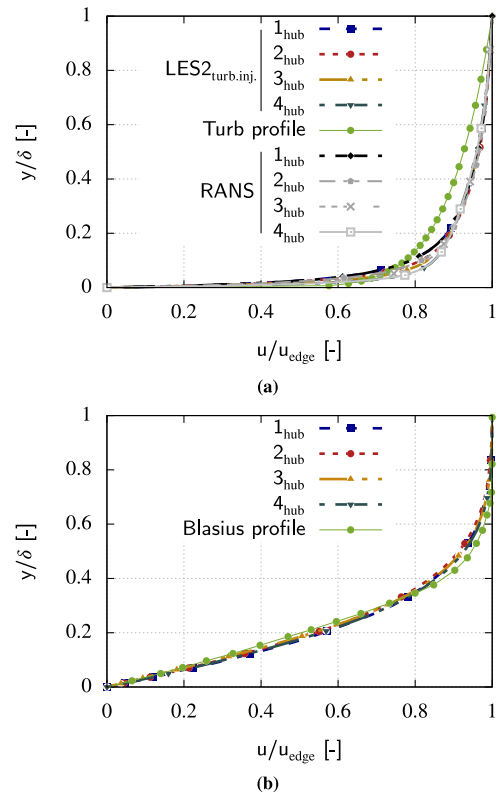 1
0.8
0.6
0.4
0.2
0
y/δ [-]
LES2turb.inj.
1hub
2hub
3hub
4hub
Turb profile
RANS
1hub
2hub
3hub
4hub
0 0.2 0.4 0.6 0.8 1
u/uedge [-]
(a)
1
0.8
0.6
0.4
0.2
0
y/δ [-]
1hub
2hub
3hub
4hub
Blasius profile
0 0.2 0.4 0.6 0.8 1
u/uedge [-]
(b)